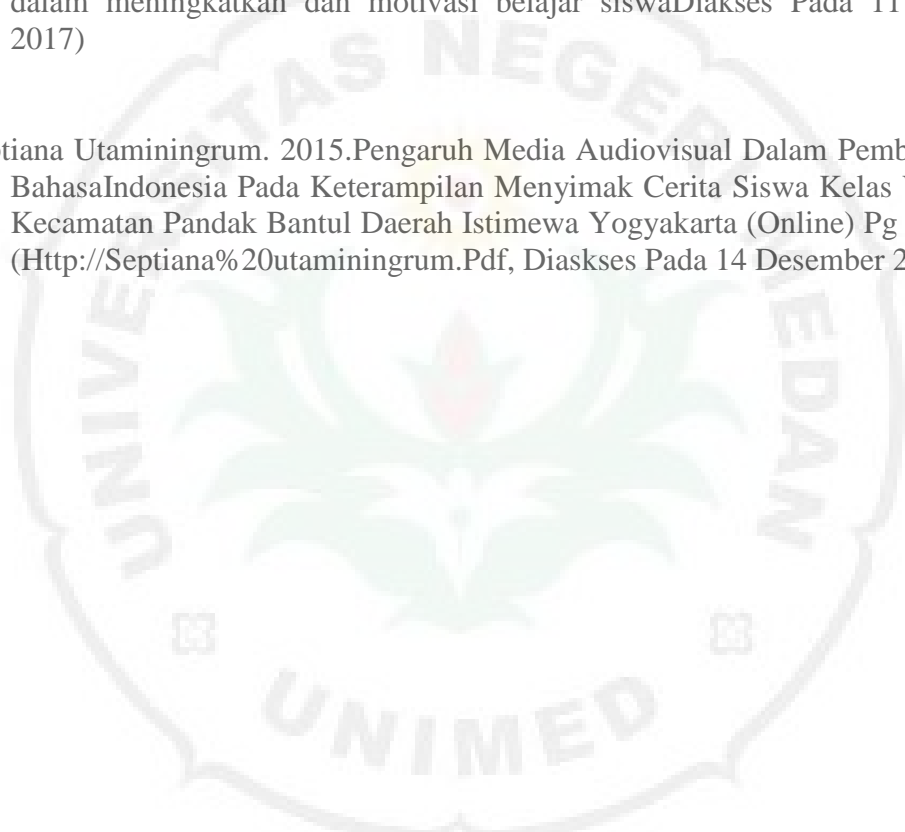 dalam meningkatkan dan motivasi belajar siswaDiakses Pada 11
2017)
tiana Utaminingrum. 2015.Pengaruh Media Audiovisual Dalam Pemb
BahasaIndonesia Pada Keterampilan Menyimak Cerita Siswa Kelas
Kecamatan Pandak Bantul Daerah Istimewa Yogyakarta (Online) Pg
(Http://Septiana%20utaminingrum.Pdf, Diaskses Pada 14 Desember 2
UNIVERSITAS NEGERI MEDAN
UNIMED